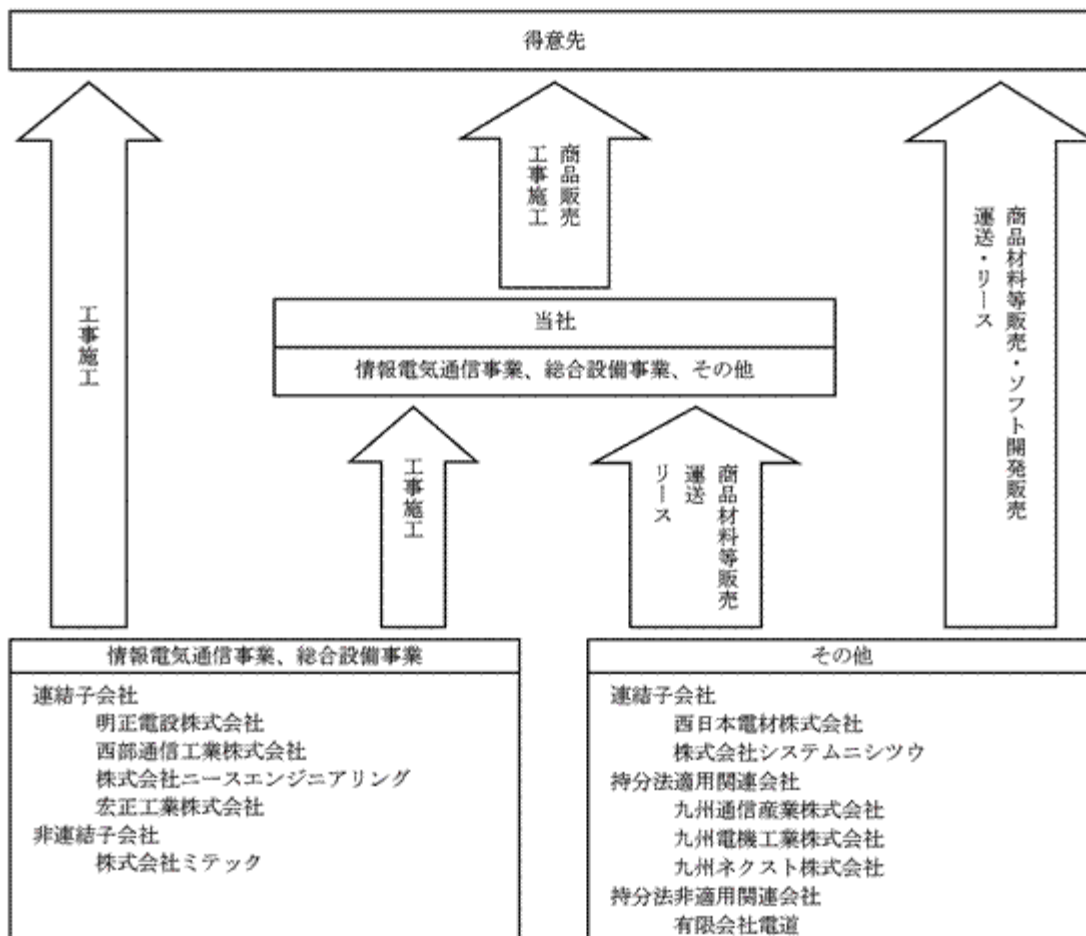 得意先
工事施工
商品販売
工事施工
商品材料等販売・ソフト開発販売
運送・リース
当社
情報電気通信事業、総合設備事業、その他
工事施工
商品材料等販売
運送
リース
情報電気通信事業、総合設備事業
連結子会社
明正電設株式会社
西部通信工業株式会社
株式会社ニースエンジニアリング
宏正工業株式会社
非連結子会社
株式会社ミテック
その他
連結子会社
西日本電材株式会社
株式会社システムニシツウ
持分法適用関連会社
九州通信産業株式会社
九州電機工業株式会社
九州ネクスト株式会社
持分法非適用関連会社
有限会社電道